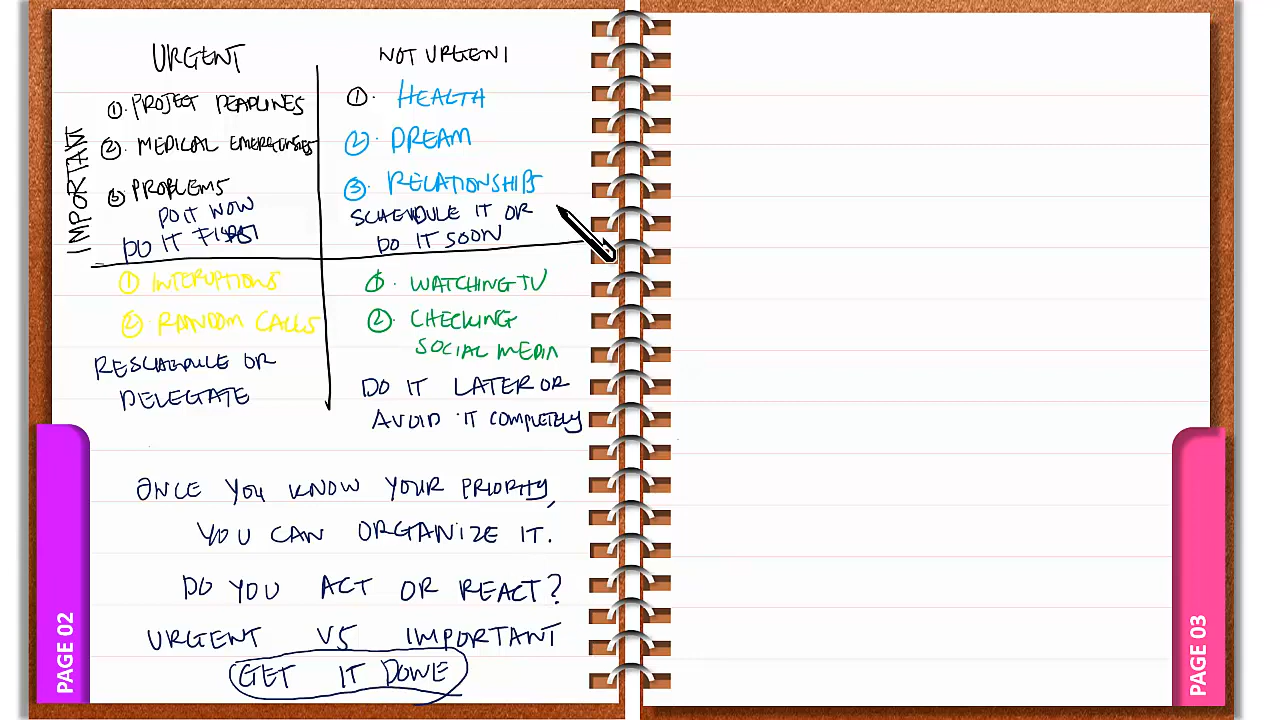 URGENT
NOT URGENT
IMPORTANT
①. PROJECT DEADLINES
②. MEDICAL EMERGENCIES
③ PROBLEMS
DO IT NOW
DO IT FIRST
①. HEALTH
②. DREAM
③. RELATIONSHIPS
SCHEDULE IT OR
DO IT SOON
① INTERUPTIONS
②. RANDOM CALLS
RESCHEDULE OR
DELEGATE
①. WATCHING TV
②. CHECKING
SOCIAL MEDIA
DO IT LATER OR
AVOID IT COMPLETELY
ONCE YOU KNOW YOUR PRIORITY,
YOU CAN ORGANIZE IT.
DO YOU ACT OR REACT?
URGENT VS IMPORTANT
GET IT DONE
PAGE 02
PAGE 03